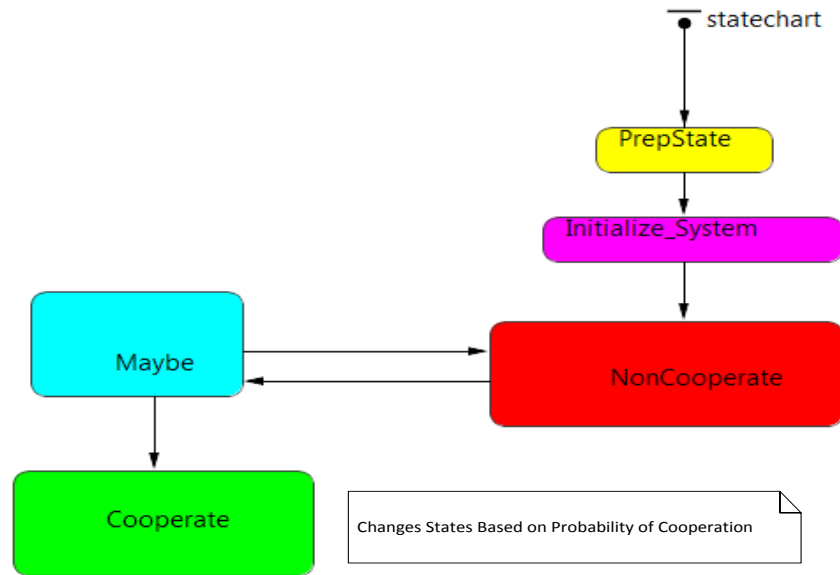 statechart
PrepState
Initialize_System
Maybe
NonCooperate
Cooperate
Changes States Based on Probability of Cooperation